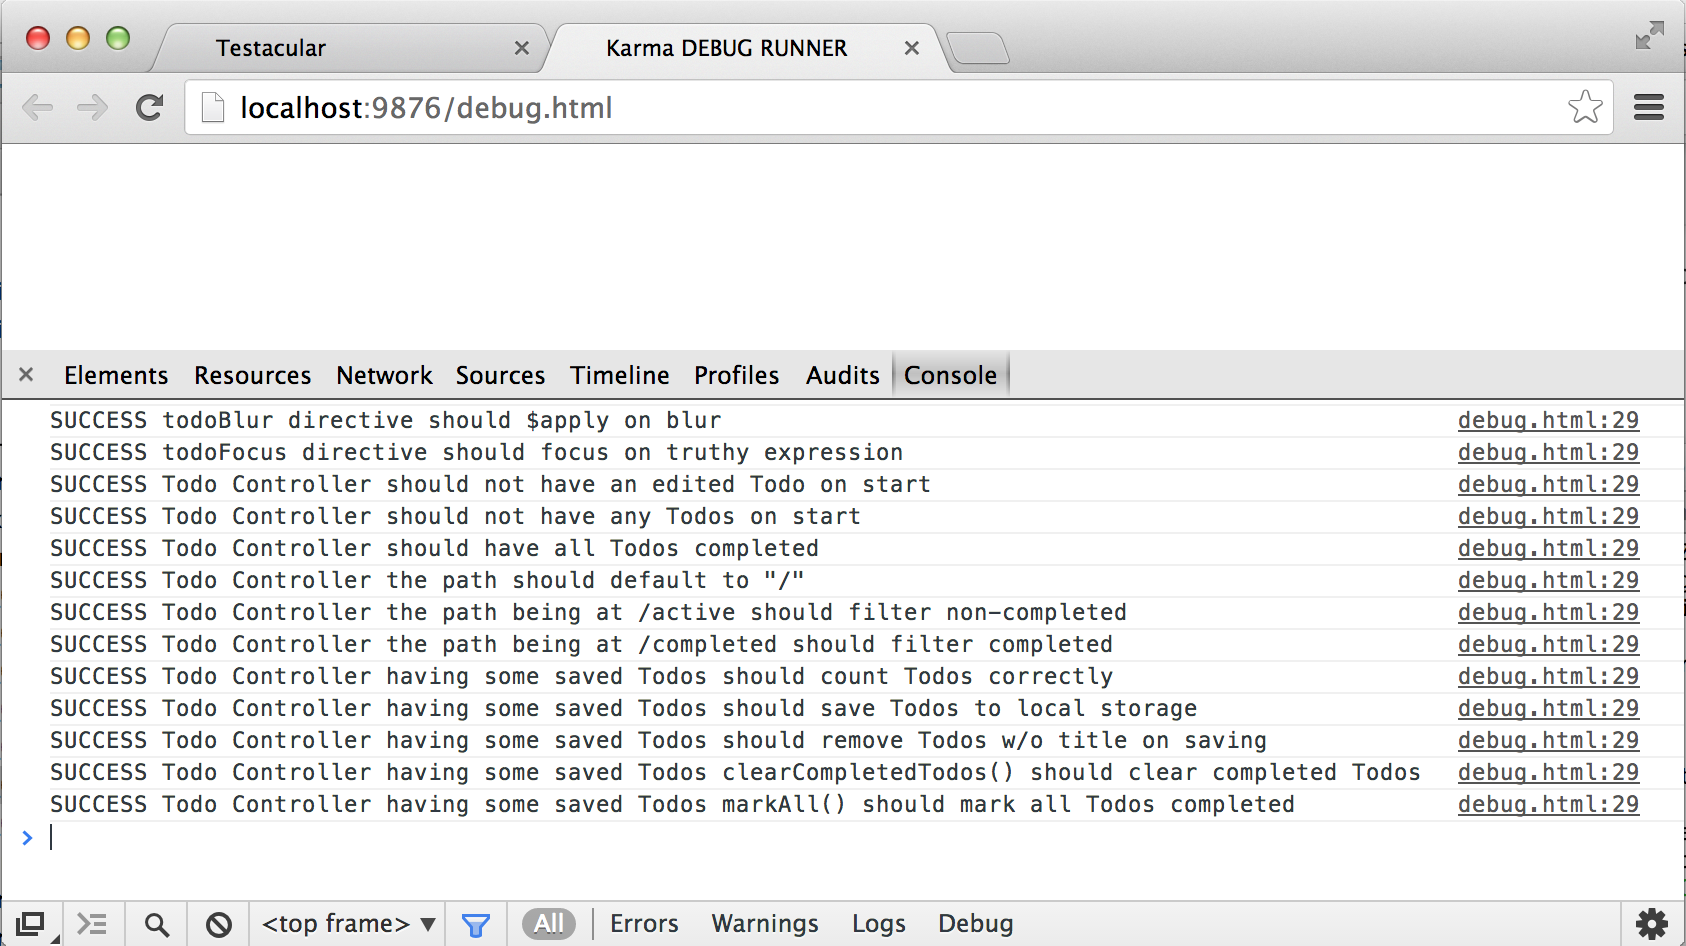 Testacular
Karma DEBUG RUNNER
localhost:9876/debug.html
Elements Resources Network Sources Timeline Profiles Audits Console
SUCCESS todoBlur directive should $apply on blur debug.html:29
SUCCESS todoFocus directive should focus on truthy expression debug.html:29
SUCCESS Todo Controller should not have an edited Todo on start debug.html:29
SUCCESS Todo Controller should not have any Todos on start debug.html:29
SUCCESS Todo Controller should have all Todos completed debug.html:29
SUCCESS Todo Controller the path should default to "/" debug.html:29
SUCCESS Todo Controller the path being at /active should filter non-completed debug.html:29
SUCCESS Todo Controller the path being at /completed should filter completed debug.html:29
SUCCESS Todo Controller having some saved Todos should count Todos correctly debug.html:29
SUCCESS Todo Controller having some saved Todos should save Todos to local storage debug.html:29
SUCCESS Todo Controller having some saved Todos should remove Todos w/o title on saving debug.html:29
SUCCESS Todo Controller having some saved Todos clearCompletedTodos() should clear completed Todos debug.html:29
SUCCESS Todo Controller having some saved Todos markAll() should mark all Todos completed debug.html:29
<top frame> All Errors Warnings Logs Debug